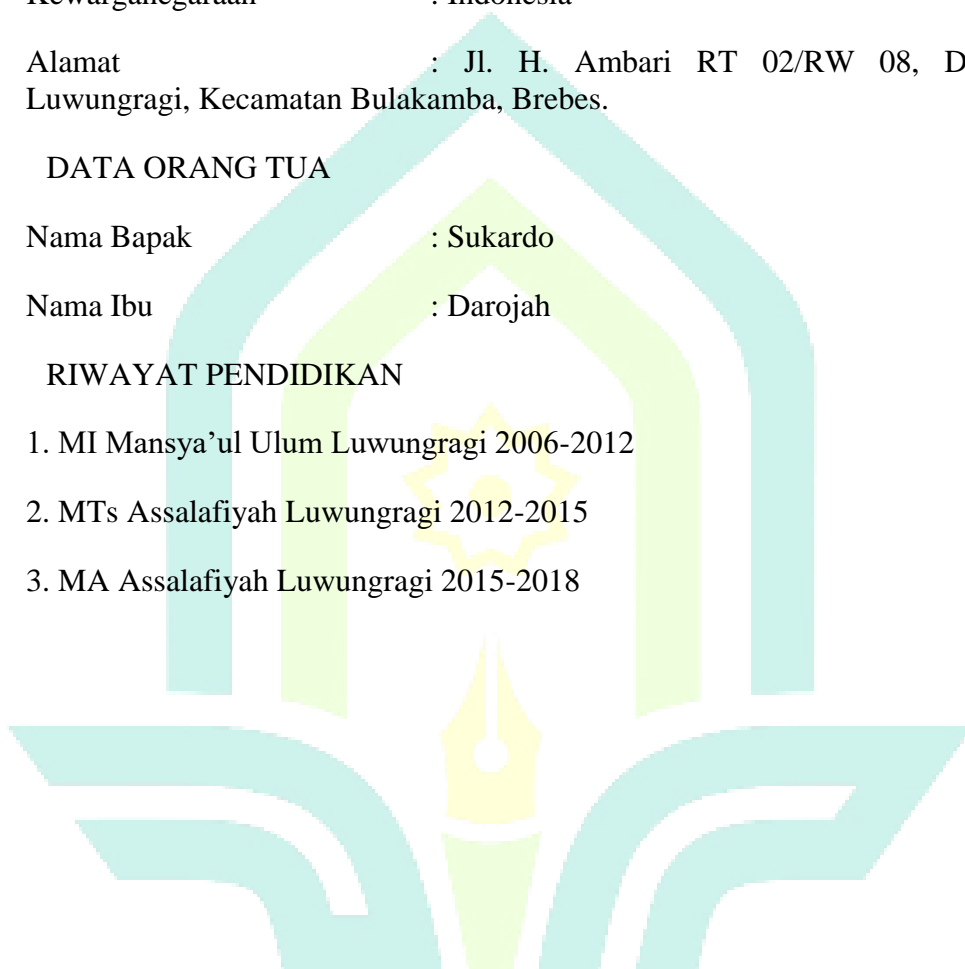 Kewarganegaraan : Indonesia
Alamat : Jl. H. Ambari RT 02/RW 08, D
Luwungragi, Kecamatan Bulakamba, Brebes.
DATA ORANG TUA
Nama Bapak : Sukardo
Nama Ibu : Darojah
RIWAYAT PENDIDIKAN
1. MI Mansya’ul Ulum Luwungragi 2006-2012
2. MTs Assalafiyah Luwungragi 2012-2015
3. MA Assalafiyah Luwungragi 2015-2018